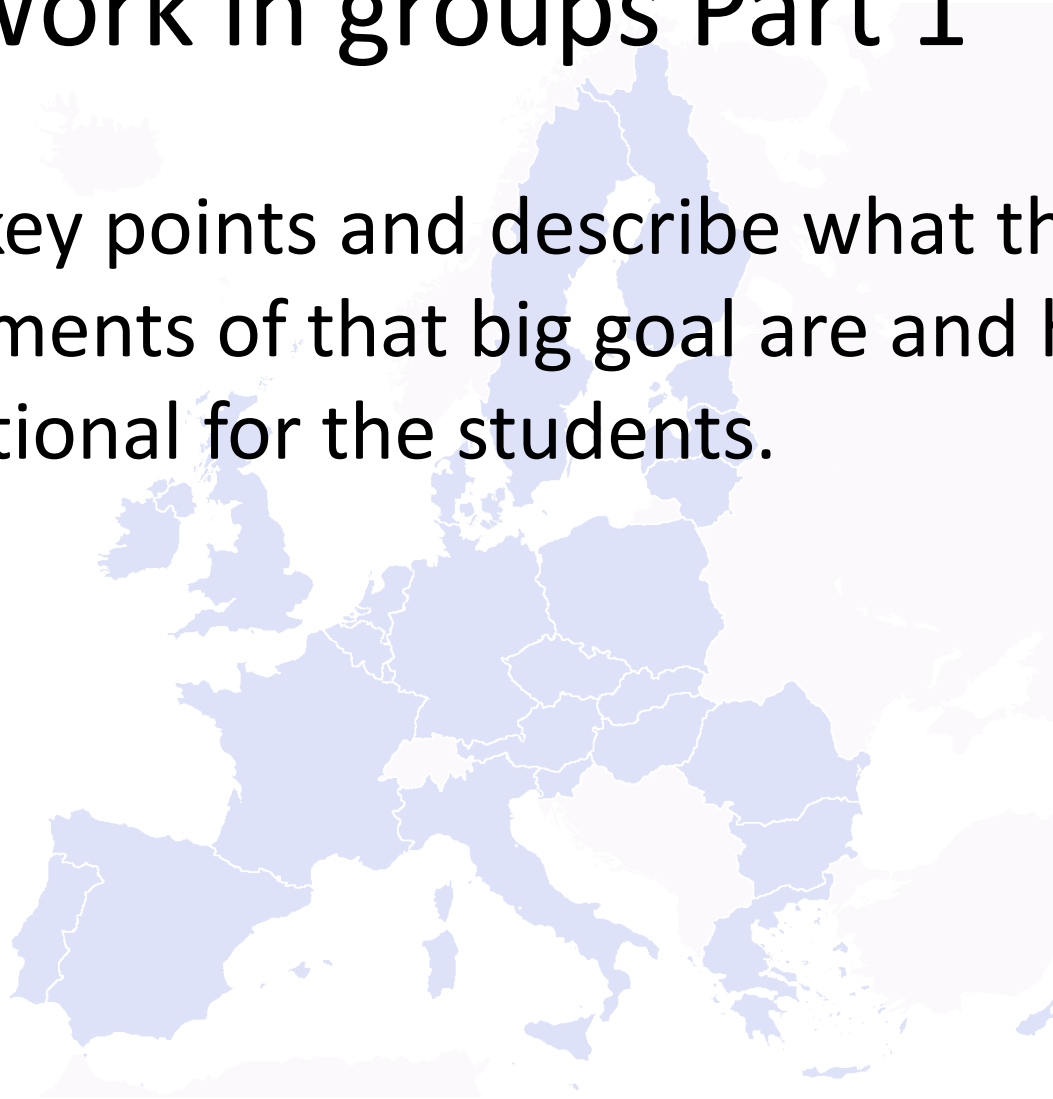 work in groups Part 1
key points and describe what th
ments of that big goal are and h
tional for the students.